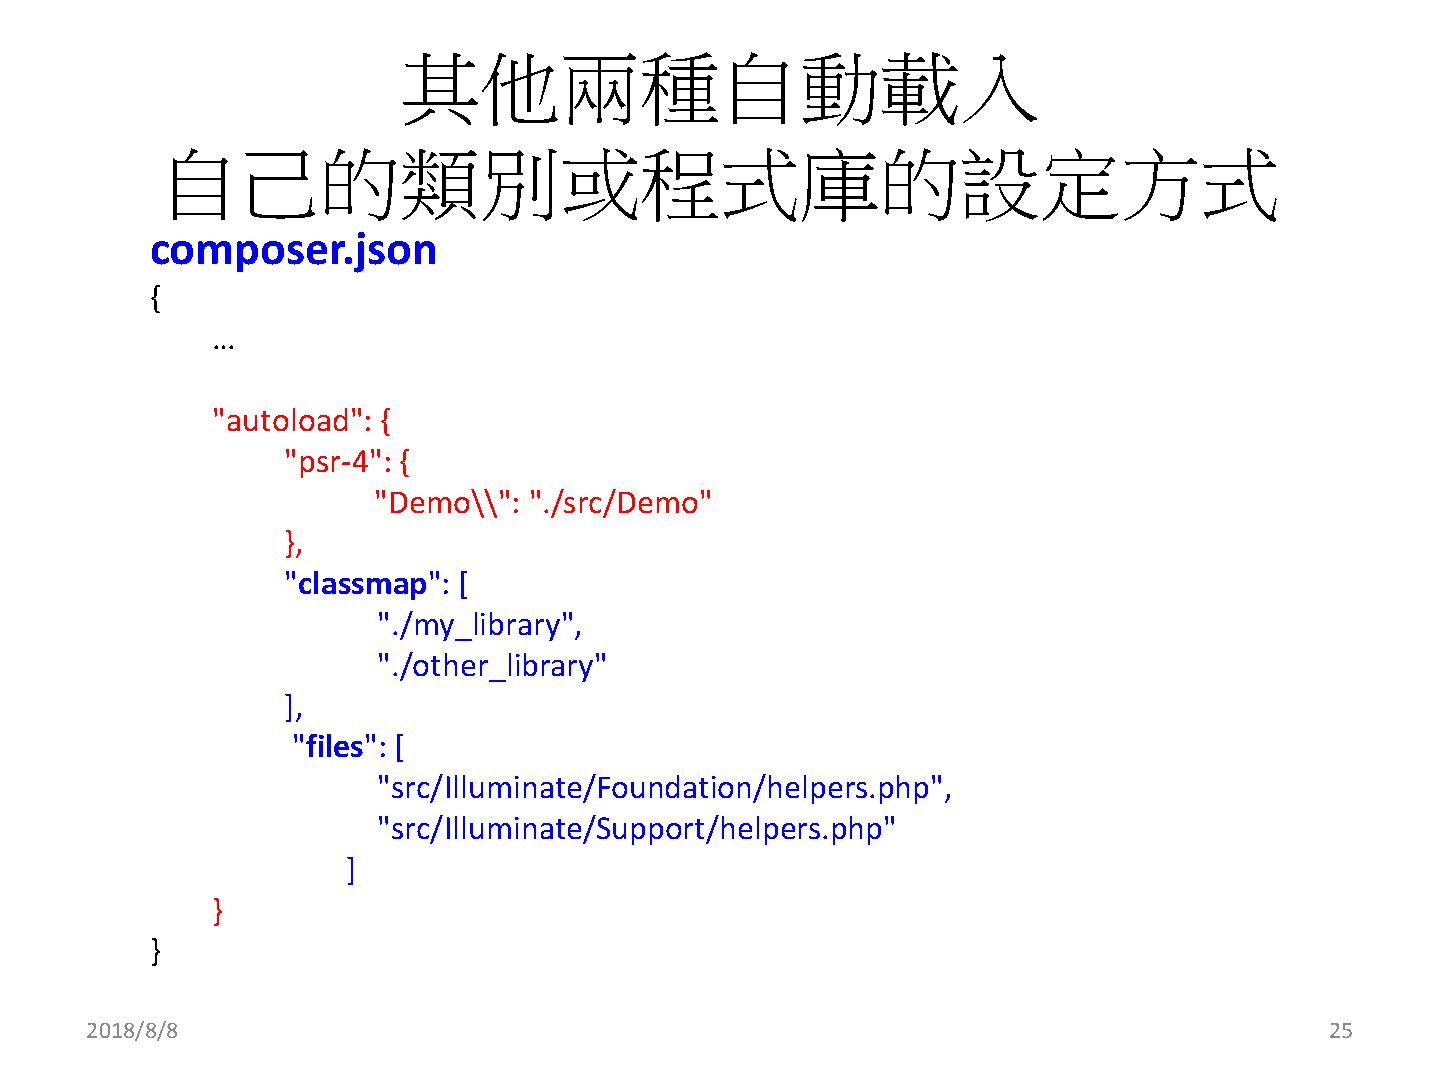 其他兩種自動載入
自己的類別或程式庫的設定方式
composer.json
{
...
"autoload": {
"psr-4": {
"Demo\\": "./src/Demo"
},
"classmap": [
"./my_library",
"./other_library"
],
"files": [
"src/Illuminate/Foundation/helpers.php",
"src/Illuminate/Support/helpers.php"
]
}
}
2018/8/8
25